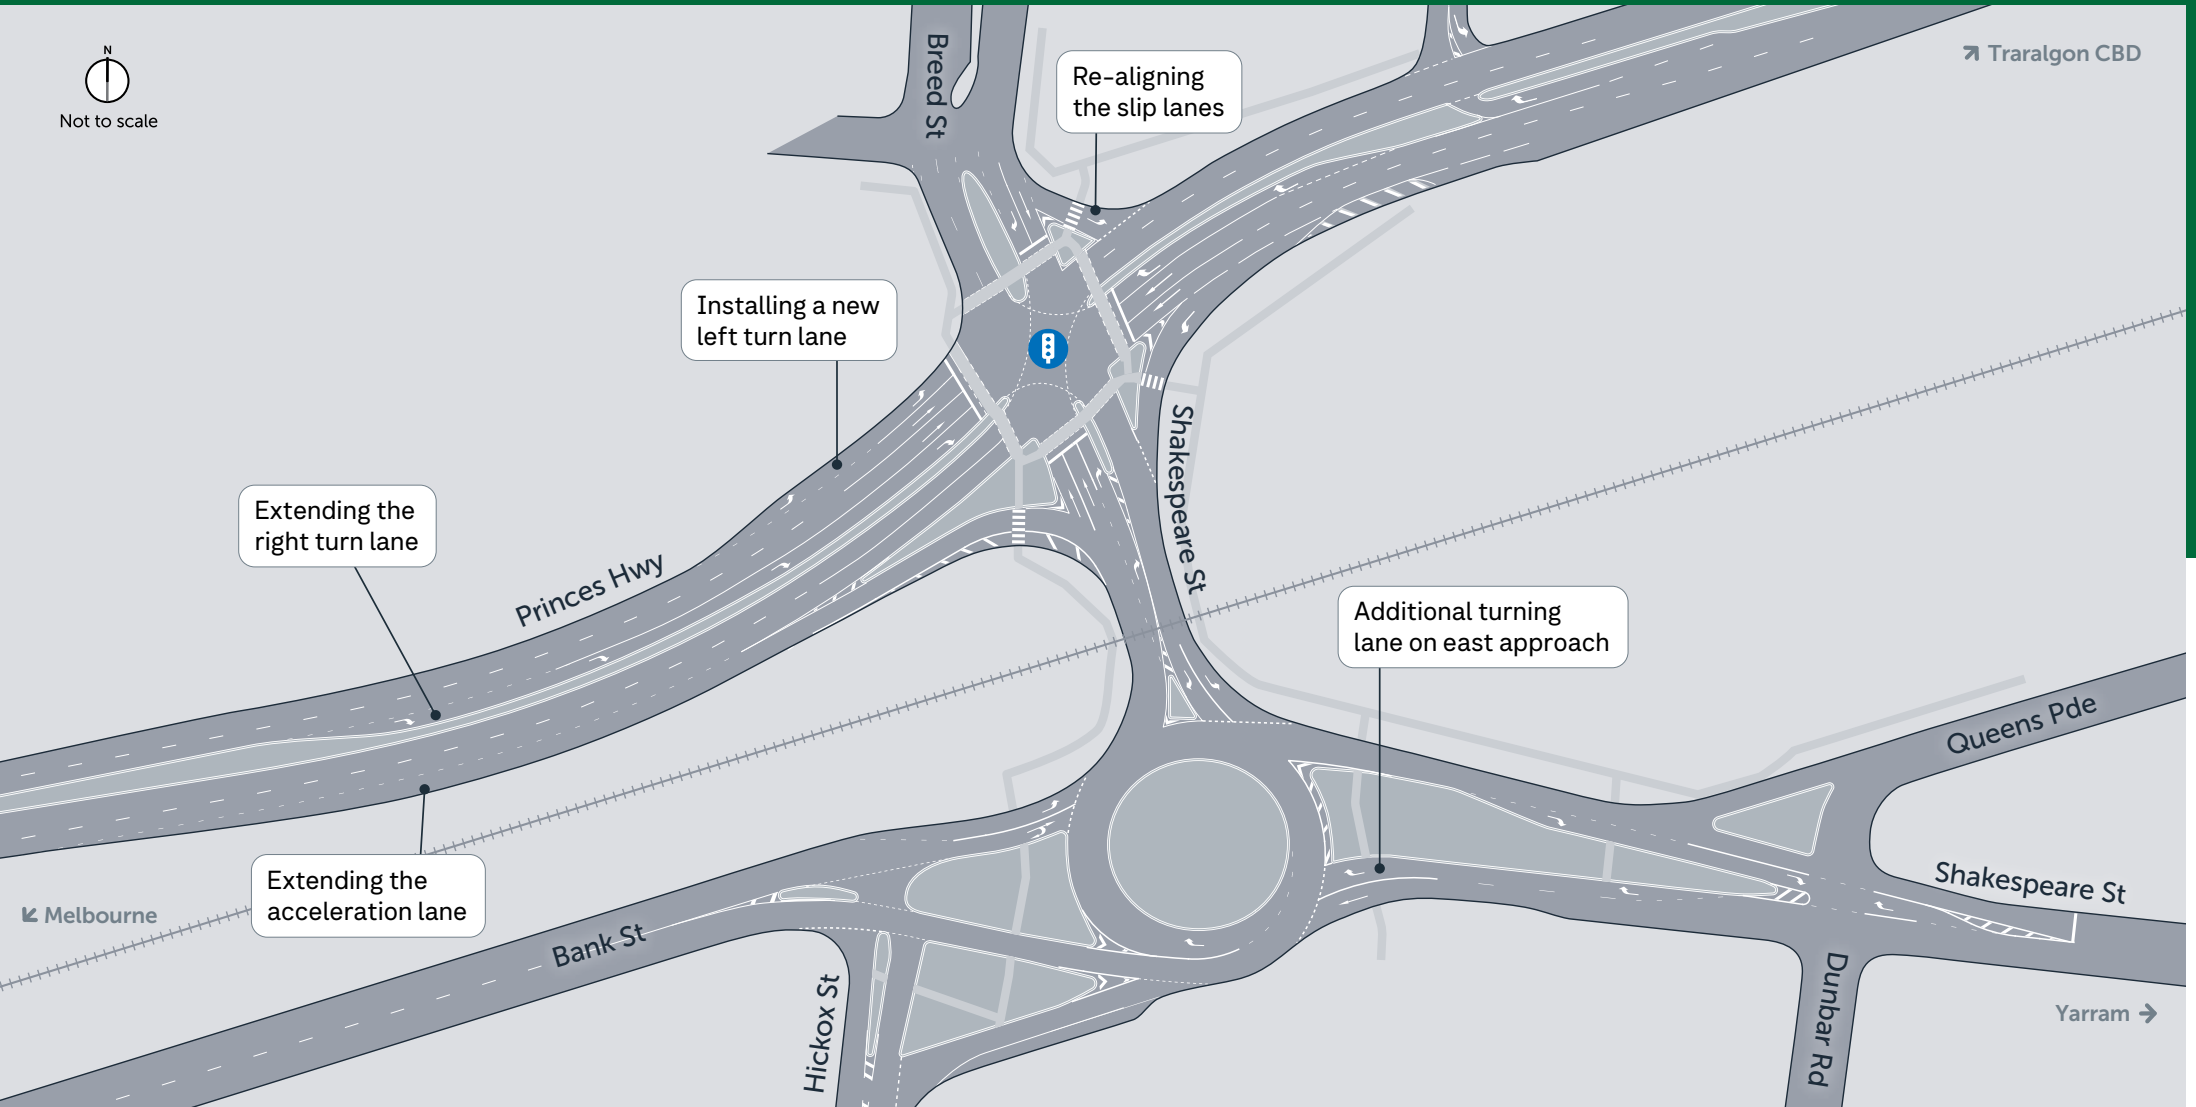 N
Not to scale
Breed St
Re-aligning
the slip lanes
Traralgon CBD
Installing a new
left turn lane
Extending the
right turn lane
Princes Hwy
Shakespeare St
Additional turning
lane on east approach
Queens Pde
Extending the
acceleration lane
Melbourne
Bank St
Hickox St
Shakespeare St
Dunbar Rd
Yarram